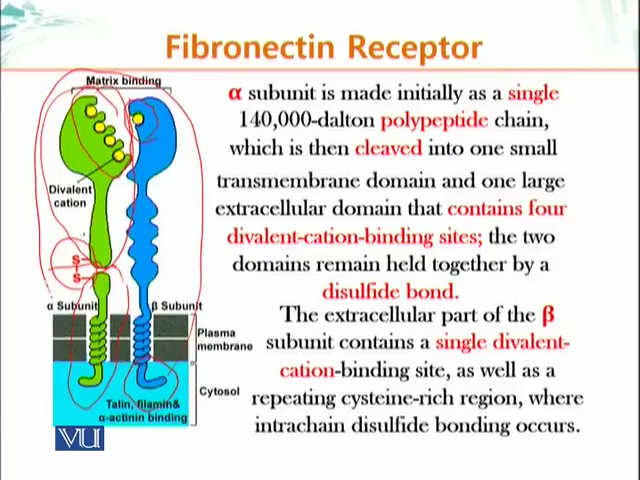 Fibronectin Receptor
Matrix binding
Divalent
cation
S
S
α Subunit
β Subunit
Plasma
membrane
Cytosol
Talin, filamin&
α-actinin binding
VU
α subunit is made initially as a single
140,000-dalton polypeptide chain,
which is then cleaved into one small
transmembrane domain and one large
extracellular domain that contains four
divalent-cation-binding sites; the two
domains remain held together by a
disulfide bond.
The extracellular part of the β
subunit contains a single divalent-
cation-binding site, as well as a
repeating cysteine-rich region, where
intrachain disulfide bonding occurs.